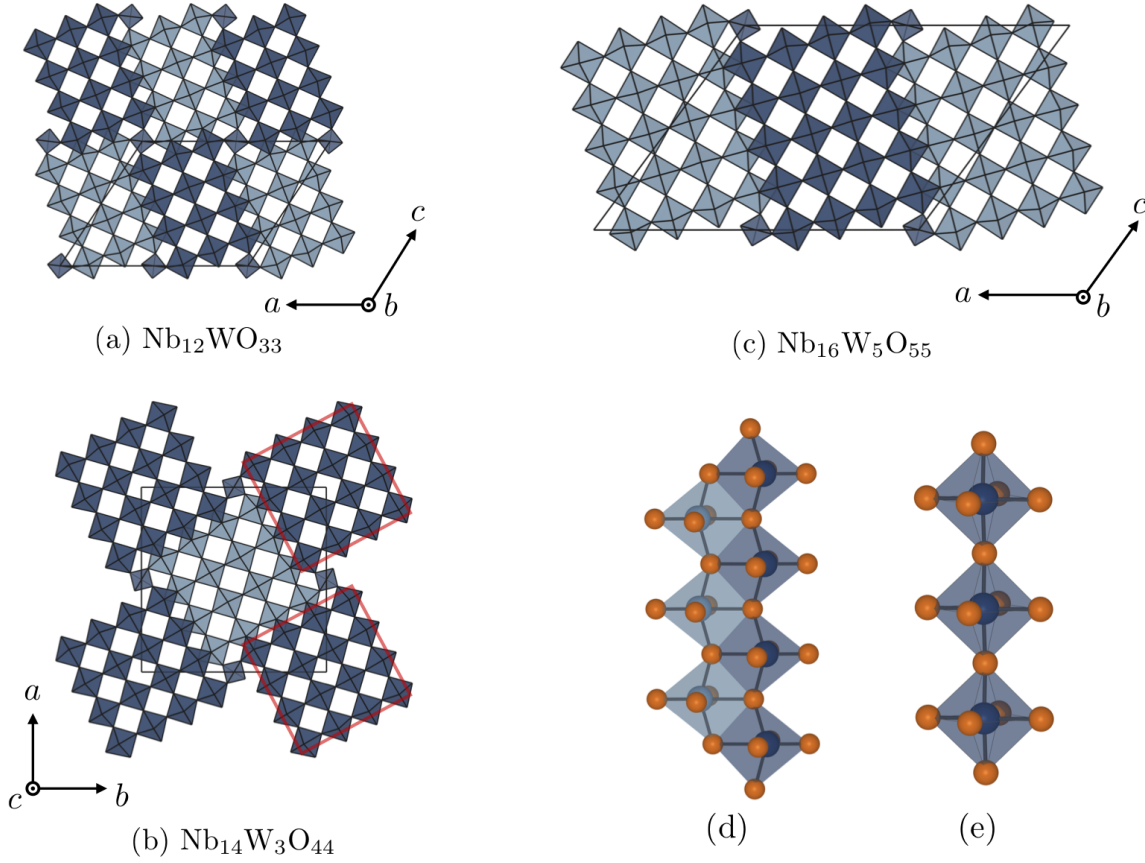 c
a
b
(a) Nb₁₂WO₃₃
c
a
b
(c) Nb₁₆W₅O₅₅
a
c
b
(b) Nb₁₄W₃O₄₄
(d)
(e)